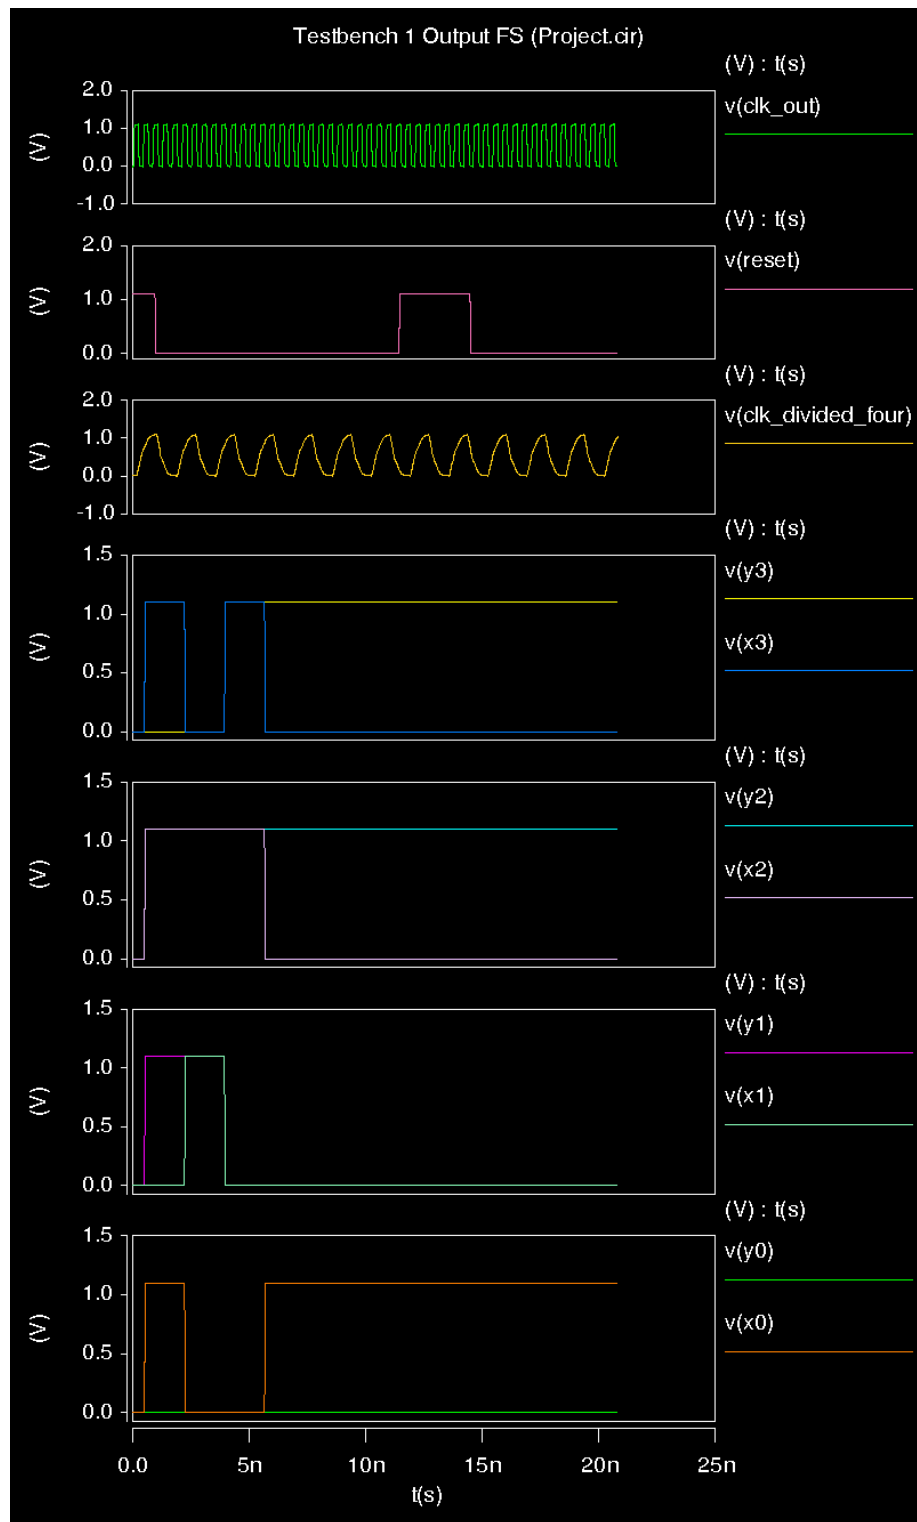 Testbench 1 Output FS (Project.cir)
(V) : t(s)
2.0
v(clk_out)
1.0
(V)
0.0
-1.0
(V) : t(s)
2.0
v(reset)
1.0
(V)
0.0
(V) : t(s)
2.0
v(clk_divided_four)
1.0
(V)
0.0
-1.0
(V) : t(s)
1.5
v(y3)
1.0
v(x3)
(V)
0.5
0.0
(V) : t(s)
1.5
v(y2)
1.0
v(x2)
(V)
0.5
0.0
(V) : t(s)
1.5
v(y1)
1.0
v(x1)
(V)
0.5
0.0
(V) : t(s)
1.5
v(y0)
1.0
v(x0)
(V)
0.5
0.0
0.0 5n 10n 15n 20n 25n
t(s)